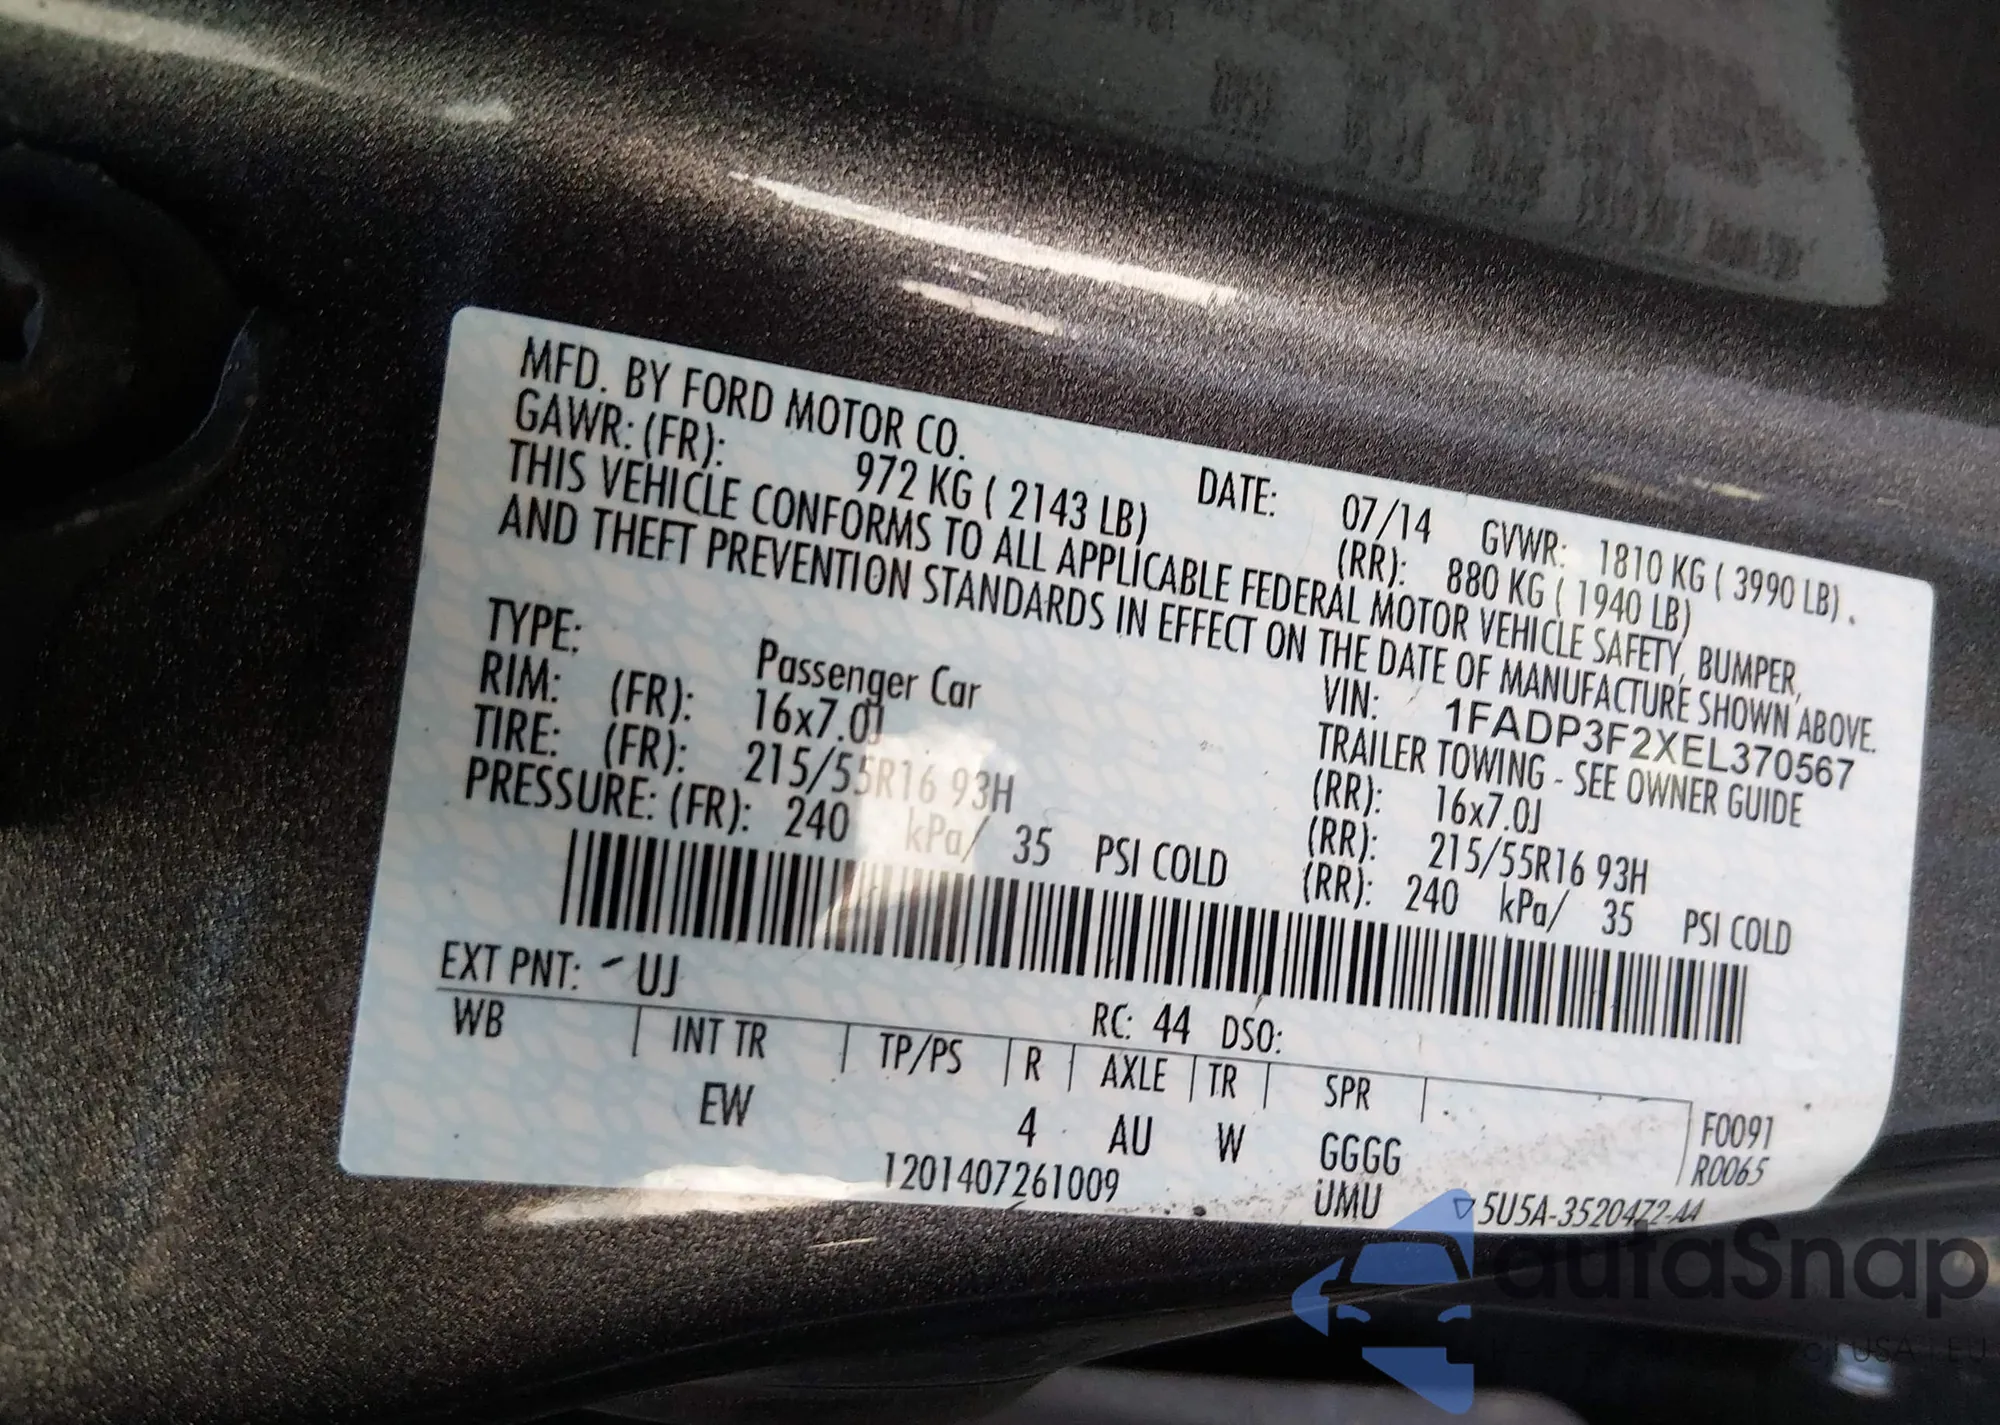 MFD. BY FORD MOTOR CO. DATE: 07/14 GVWR: 1810 KG ( 3990 LB) .
GAWR: (FR): 972 KG ( 2143 LB) (RR): 880 KG ( 1940 LB)
THIS VEHICLE CONFORMS TO ALL APPLICABLE FEDERAL MOTOR VEHICLE SAFETY, BUMPER,
AND THEFT PREVENTION STANDARDS IN EFFECT ON THE DATE OF MANUFACTURE SHOWN ABOVE.
VIN: 1FADP3F2XEL370567
TYPE: Passenger Car TRAILER TOWING - SEE OWNER GUIDE
RIM: (FR): 16x7.0J (RR): 16x7.0J
TIRE: (FR): 215/55R16 93H (RR): 215/55R16 93H
PRESSURE: (FR): 240 kPa/ 35 PSI COLD (RR): 240 kPa/ 35 PSI COLD
EXT PNT: UJ RC: 44 DSO:
WB INT TR TP/PS R AXLE TR SPR F0091
EW 4 AU W GGGG R0065
1201407261009 UMU 5U5A-3520472-AA
autaSnap
USA | EU